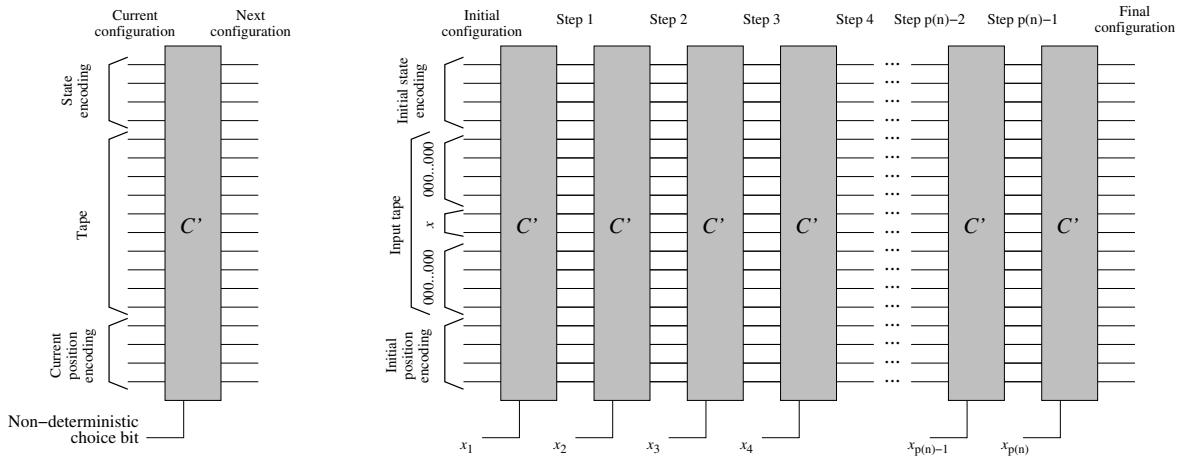 Current
configuration
Next
configuration
State
encoding
Tape
Current
position
encoding
C’
Non−deterministic
choice bit
Initial
configuration
Step 1
Step 2
Step 3
Step 4
Step p(n)−2
Step p(n)−1
Final
configuration
Initial state
encoding
Input tape
000...000
x
000...000
Initial
position
encoding
C’
C’
C’
C’
...
C’
C’
x1
x2
x3
x4
xp(n)−1
xp(n)